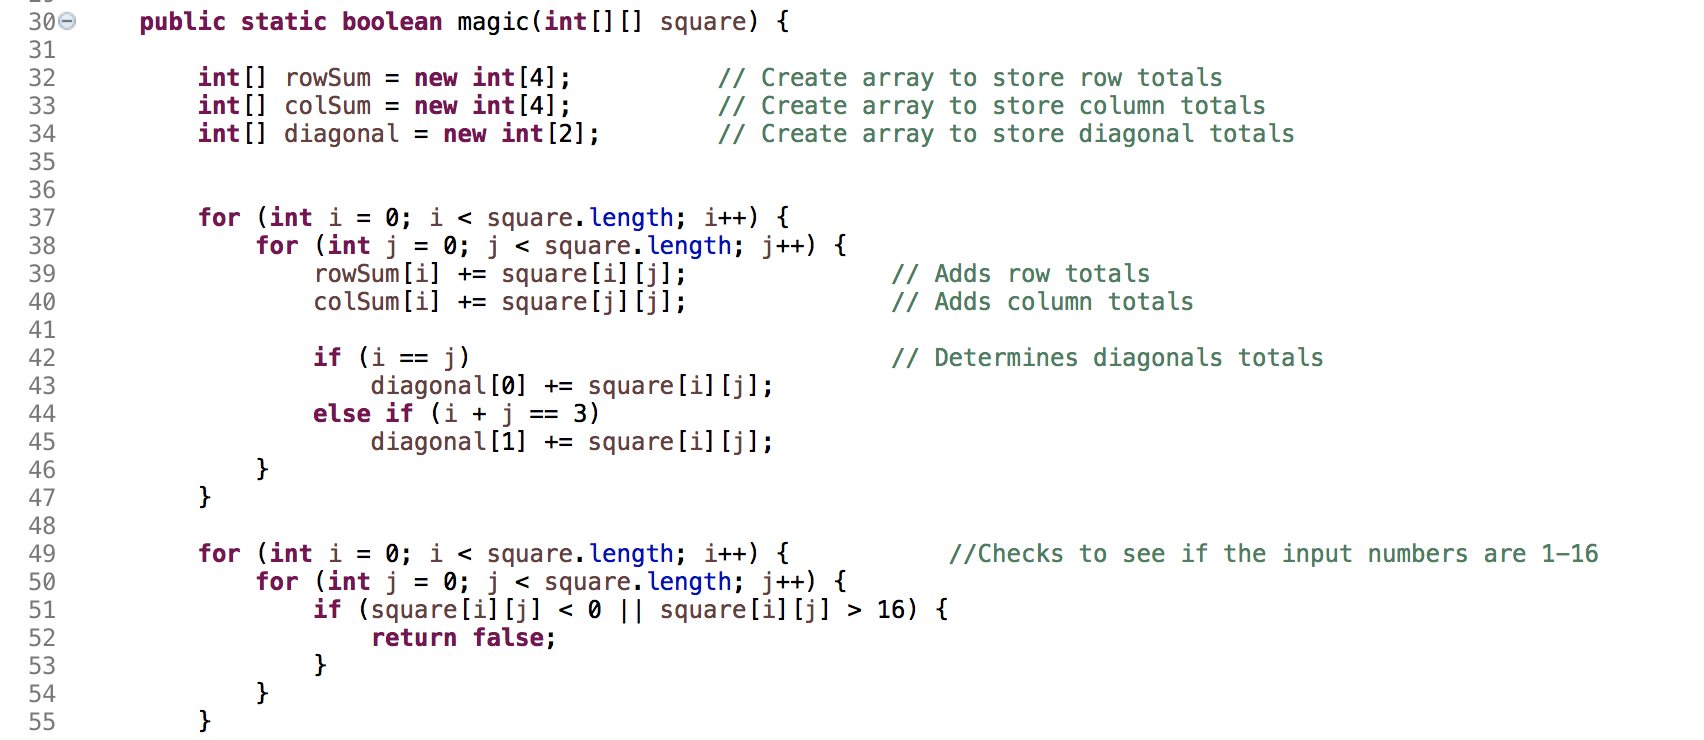 30 public static boolean magic(int[][] square) {
31
32 int[] rowSum = new int[4]; // Create array to store row totals
33 int[] colSum = new int[4]; // Create array to store column totals
34 int[] diagonal = new int[2]; // Create array to store diagonal totals
35
36
37 for (int i = 0; i < square.length; i++) {
38 for (int j = 0; j < square.length; j++) {
39 rowSum[i] += square[i][j]; // Adds row totals
40 colSum[i] += square[j][j]; // Adds column totals
41
42 if (i == j) // Determines diagonals totals
43 diagonal[0] += square[i][j];
44 else if (i + j == 3)
45 diagonal[1] += square[i][j];
46 }
47 }
48
49 for (int i = 0; i < square.length; i++) { //Checks to see if the input numbers are 1-16
50 for (int j = 0; j < square.length; j++) {
51 if (square[i][j] < 0 || square[i][j] > 16) {
52 return false;
53 }
54 }
55 }